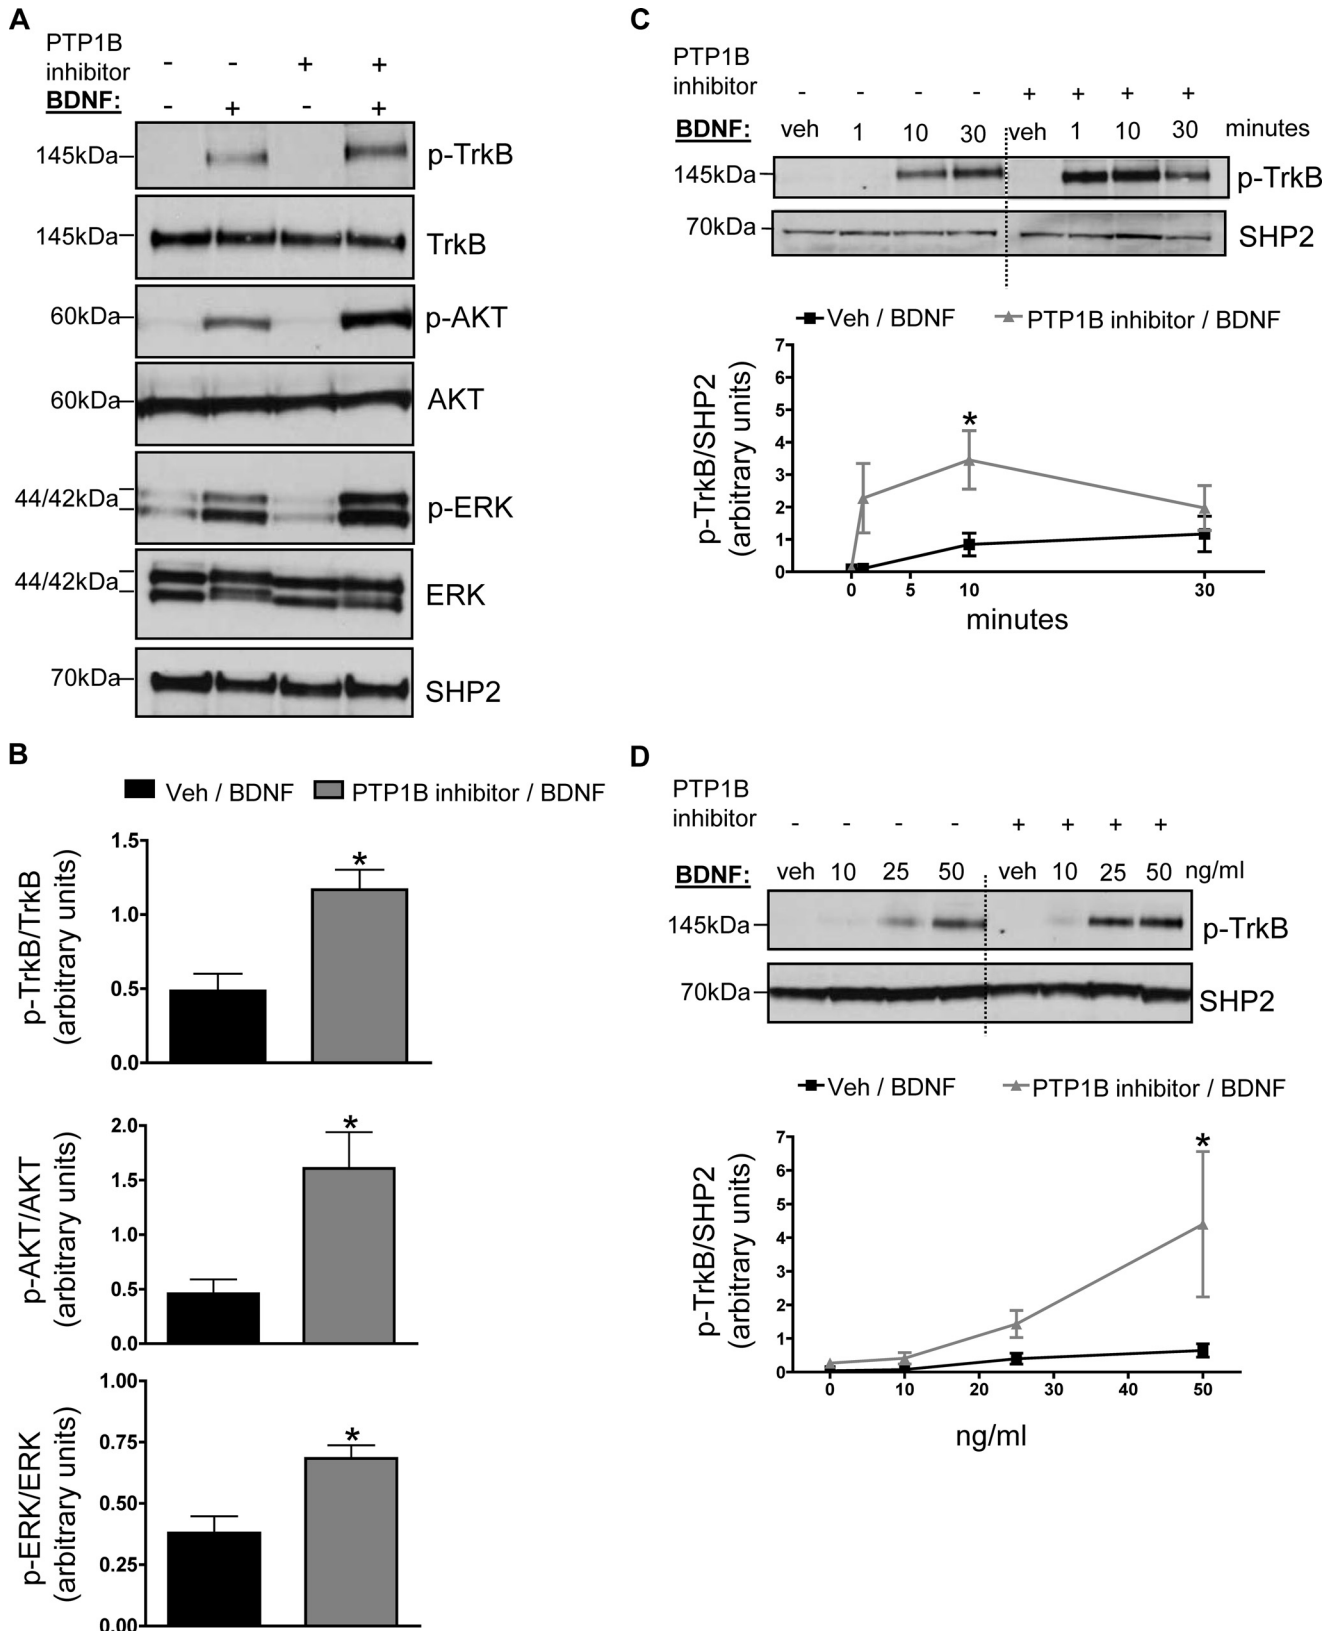 A
PTP1B
inhibitor - - + +
BDNF: - + - +
145kDa p-TrkB
145kDa TrkB
60kDa p-AKT
60kDa AKT
44/42kDa p-ERK
44/42kDa ERK
70kDa SHP2
B
Veh / BDNF PTP1B inhibitor / BDNF
p-TrkB/TrkB
(arbitrary units)
1.5
1.0
0.5
0.0
*
p-AKT/AKT
(arbitrary units)
2.0
1.5
1.0
0.5
0.0
*
p-ERK/ERK
(arbitrary units)
1.00
0.75
0.50
0.25
0.00
*
C
PTP1B
inhibitor - - - - + + + +
BDNF: veh 1 10 30 veh 1 10 30 minutes
145kDa p-TrkB
70kDa SHP2
Veh / BDNF PTP1B inhibitor / BDNF
p-TrkB/SHP2
(arbitrary units)
7
6
5
4
3
2
1
0
*
0 5 10 30
minutes
D
PTP1B
inhibitor - - - - + + + +
BDNF: veh 10 25 50 veh 10 25 50 ng/ml
145kDa p-TrkB
70kDa SHP2
Veh / BDNF PTP1B inhibitor / BDNF
p-TrkB/SHP2
(arbitrary units)
7
6
5
4
3
2
1
0
*
0 10 20 30 40 50
ng/ml